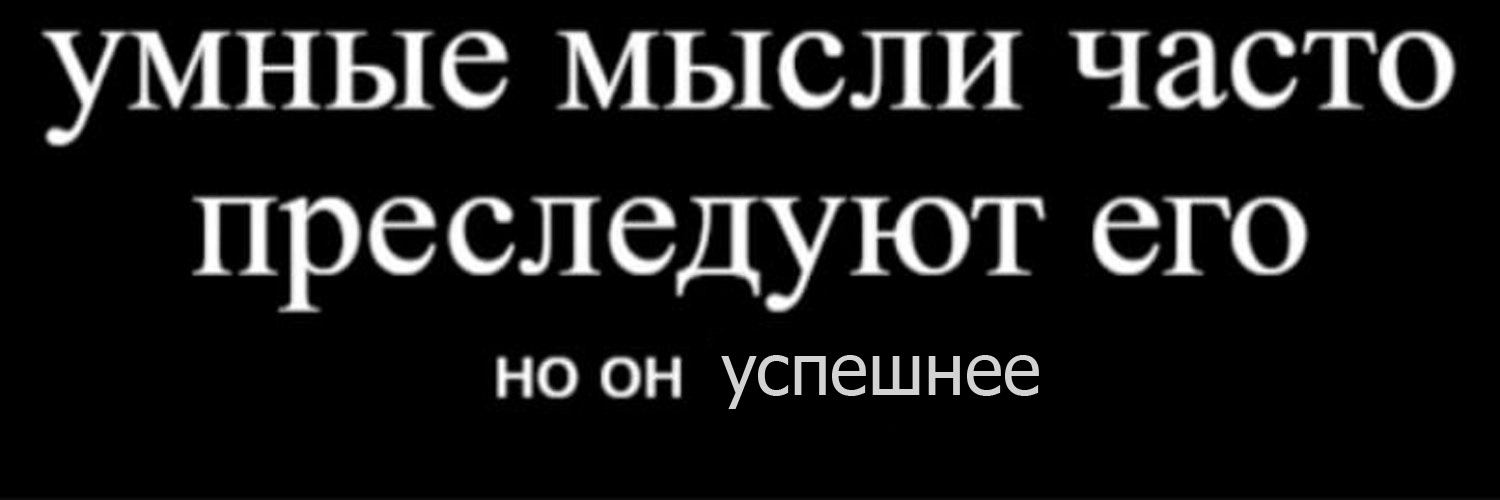 умные мысли часто
преследуют его
но он успешнее